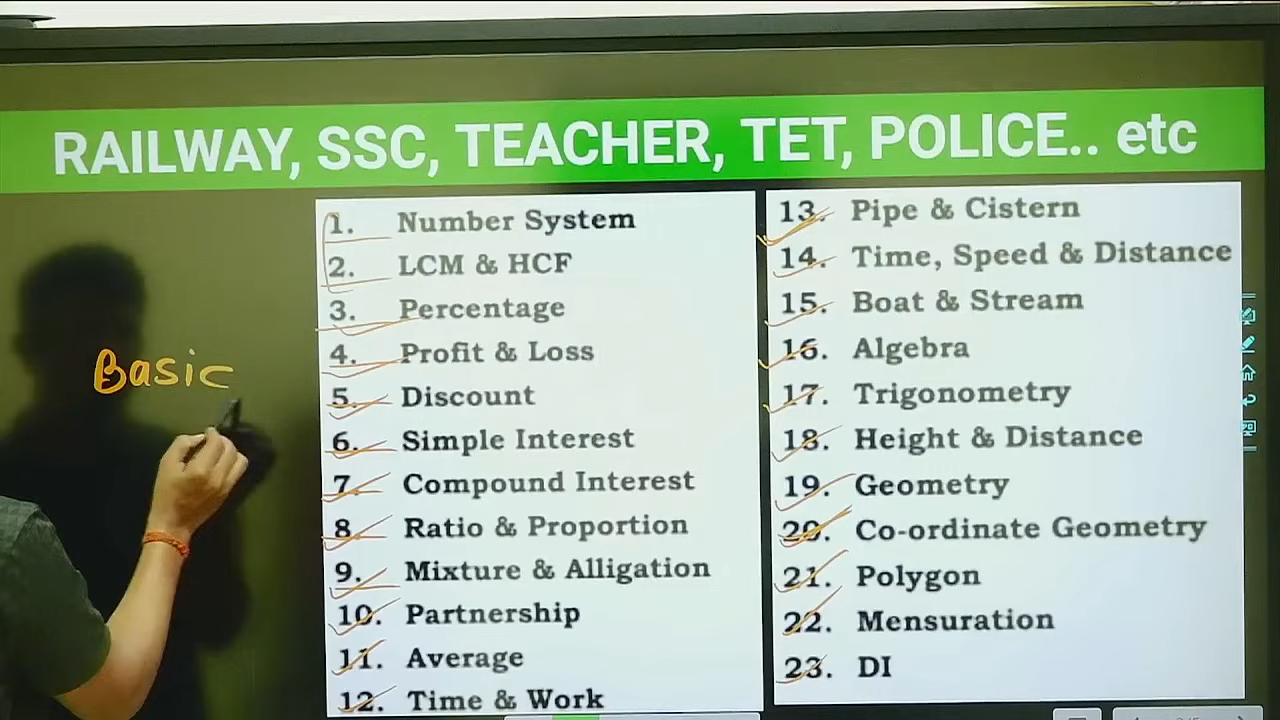 RAILWAY, SSC, TEACHER, TET, POLICE.. etc
Basic
1. Number System
2. LCM & HCF
3. Percentage
4. Profit & Loss
5. Discount
6. Simple Interest
7. Compound Interest
8. Ratio & Proportion
9. Mixture & Alligation
10. Partnership
11. Average
12. Time & Work
13. Pipe & Cistern
14. Time, Speed & Distance
15. Boat & Stream
16. Algebra
17. Trigonometry
18. Height & Distance
19. Geometry
20. Co-ordinate Geometry
21. Polygon
22. Mensuration
23. DI